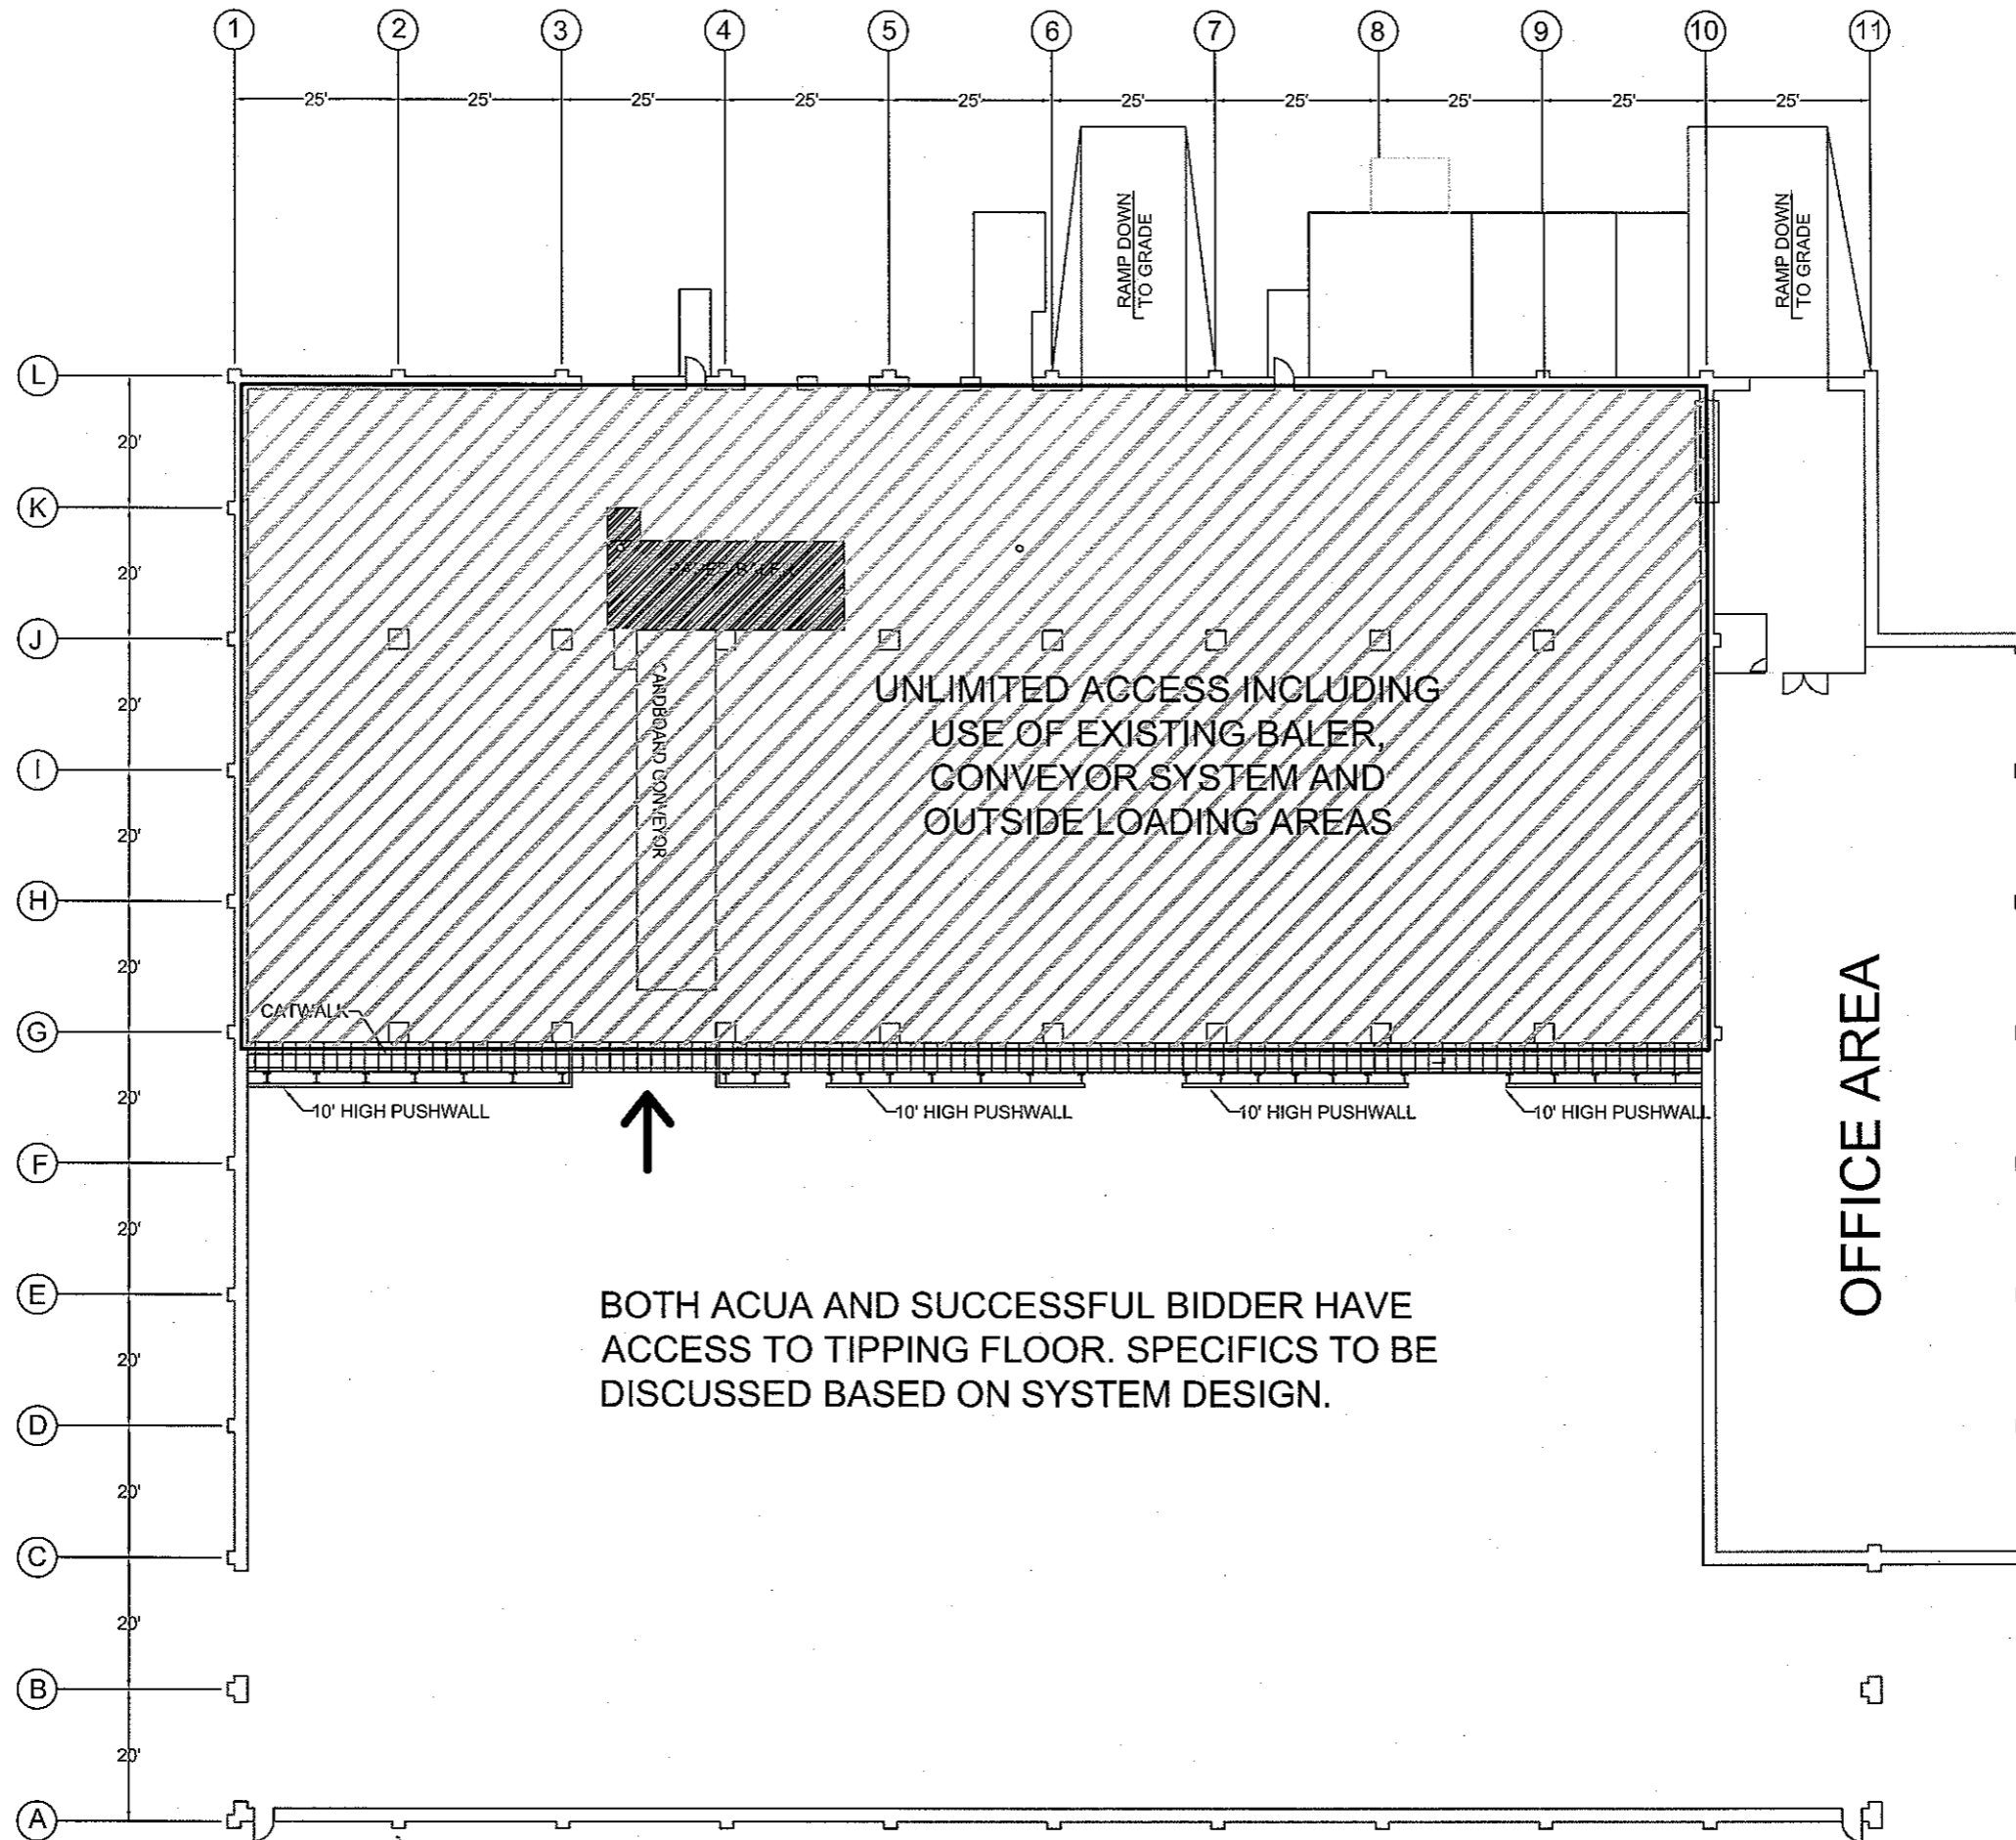 1 2 3 4 5 6 7 8 9 10 11
25' 25' 25' 25' 25' 25' 25' 25' 25' 25'
RAMP DOWN
TO GRADE
RAMP DOWN
TO GRADE
L
20'
K
20'
PAPER BALER
J
20'
CARDBOARD CONVEYOR
UNLIMITED ACCESS INCLUDING
USE OF EXISTING BALER,
CONVEYOR SYSTEM AND
OUTSIDE LOADING AREAS
I
20'
H
20'
CATWALK
G
20'
10' HIGH PUSHWALL 10' HIGH PUSHWALL 10' HIGH PUSHWALL 10' HIGH PUSHWALL
OFFICE AREA
F
20'
E
BOTH ACUA AND SUCCESSFUL BIDDER HAVE
ACCESS TO TIPPING FLOOR. SPECIFICS TO BE
DISCUSSED BASED ON SYSTEM DESIGN.
20'
D
20'
C
20'
B
20'
A